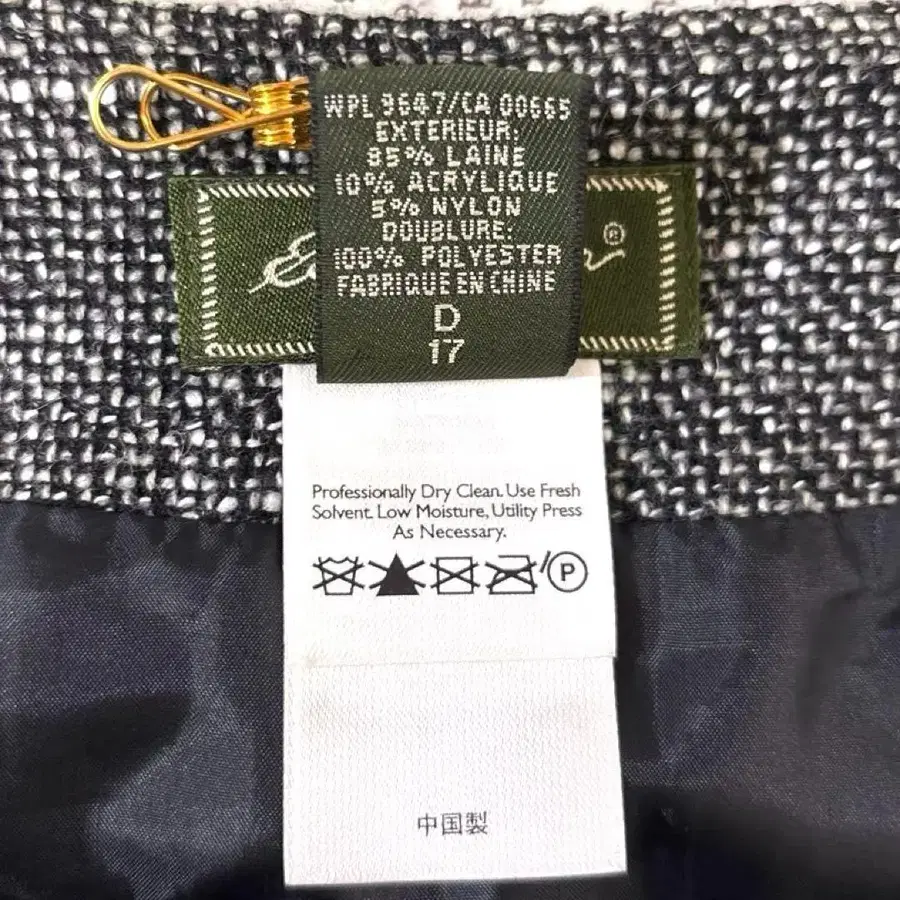 WPL 9647/CA 00665
EXTERIEUR:
85% LAINE
10% ACRYLIQUE
5% NYLON
DOUBLURE:
100% POLYESTER
FABRIQUE EN CHINE
D
17
®
Professionally Dry Clean. Use Fresh
Solvent. Low Moisture, Utility Press
As Necessary.
P
中国製